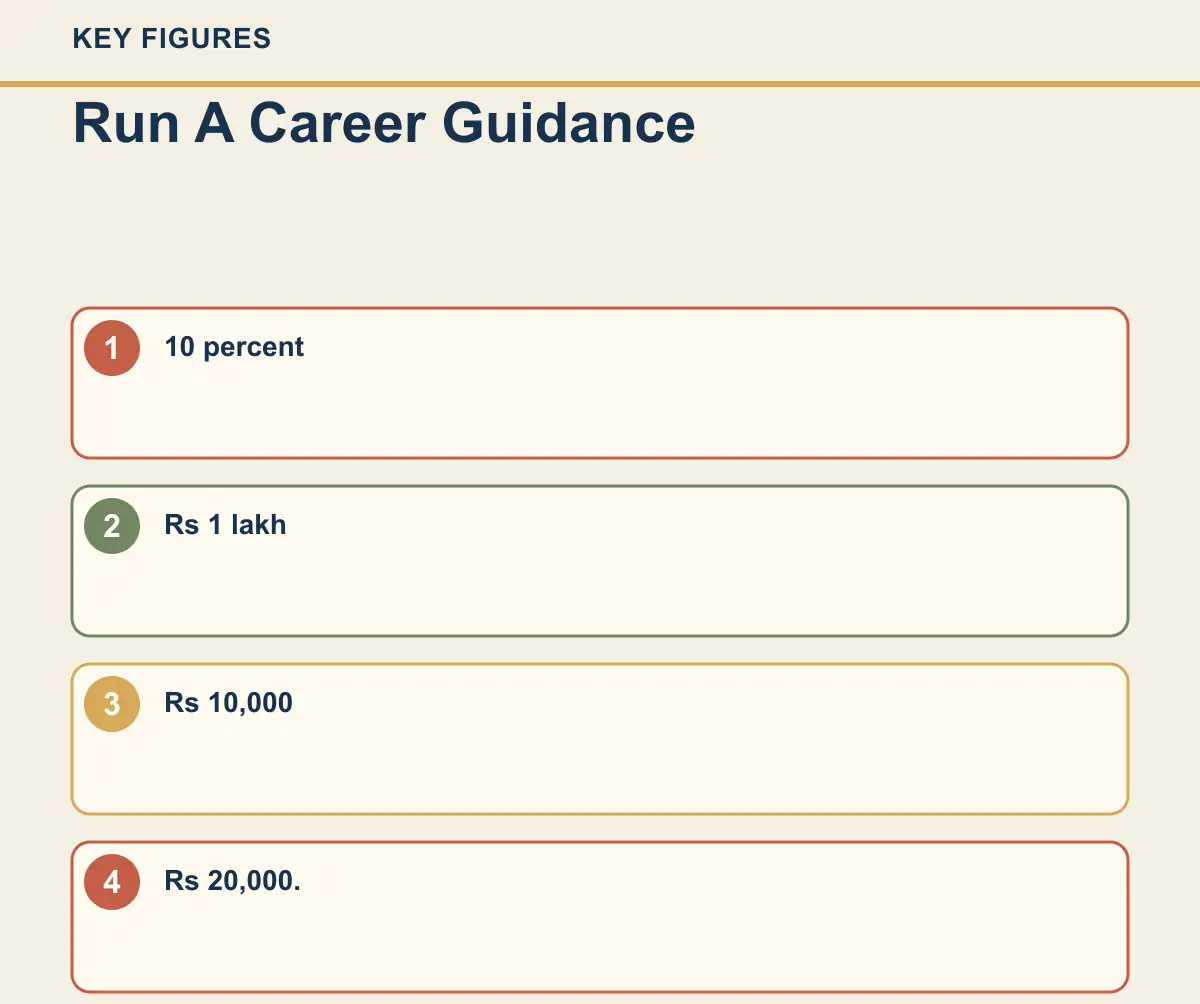 KEY FIGURES
Run A Career Guidance
1 10 percent
2 Rs 1 lakh
3 Rs 10,000
4 Rs 20,000.